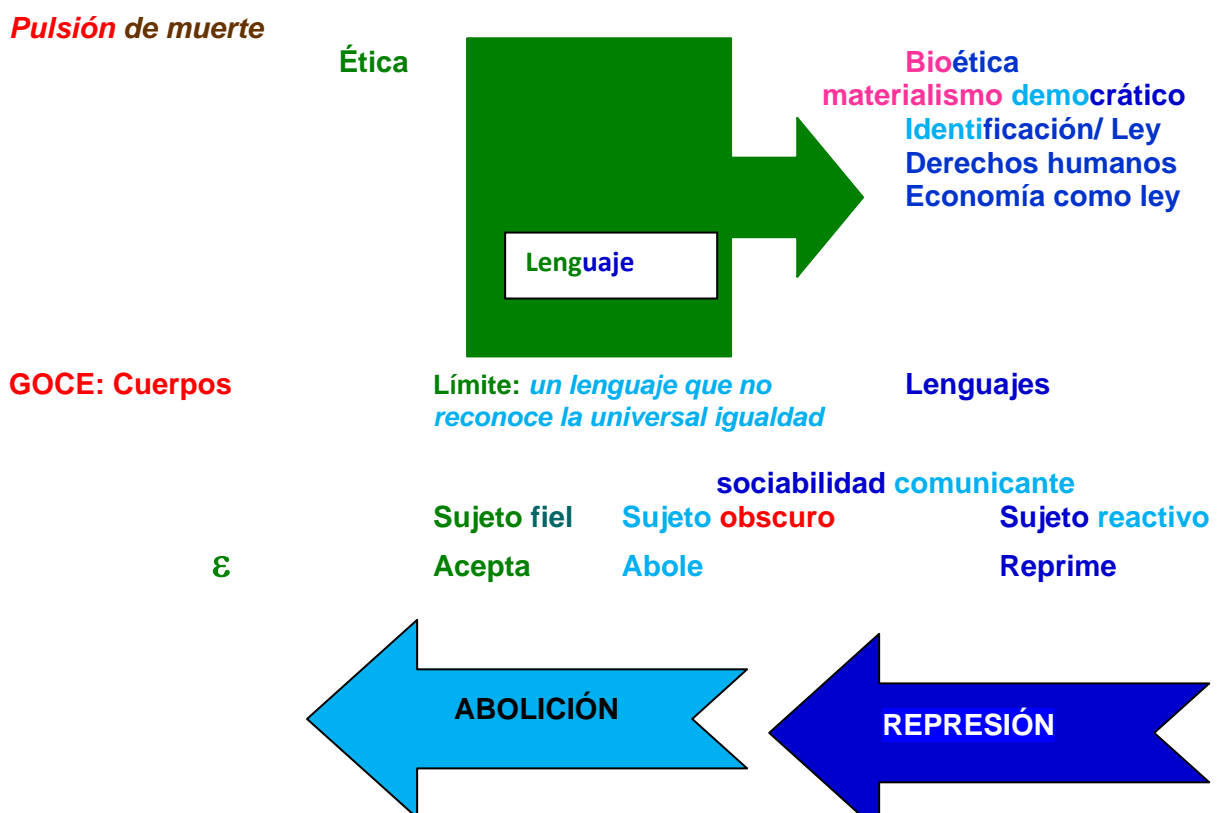 Pulsión de muerte
Ética
Bioética
materialismo democrático
Identificación/ Ley
Derechos humanos
Economía como ley
Lenguaje
GOCE: Cuerpos
Límite: un lenguaje que no
reconoce la universal igualdad
Lenguajes
sociabilidad comunicante
Sujeto fiel
Sujeto obscuro
Sujeto reactivo
ε
Acepta
Abole
Reprime
ABOLICIÓN
REPRESIÓN